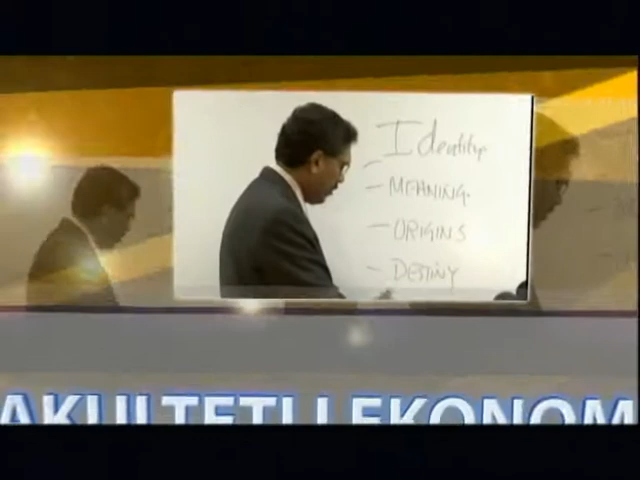 Identity
- MEANING.
- ORIGINS
- DESTINY
AKULTETI I EKONOM